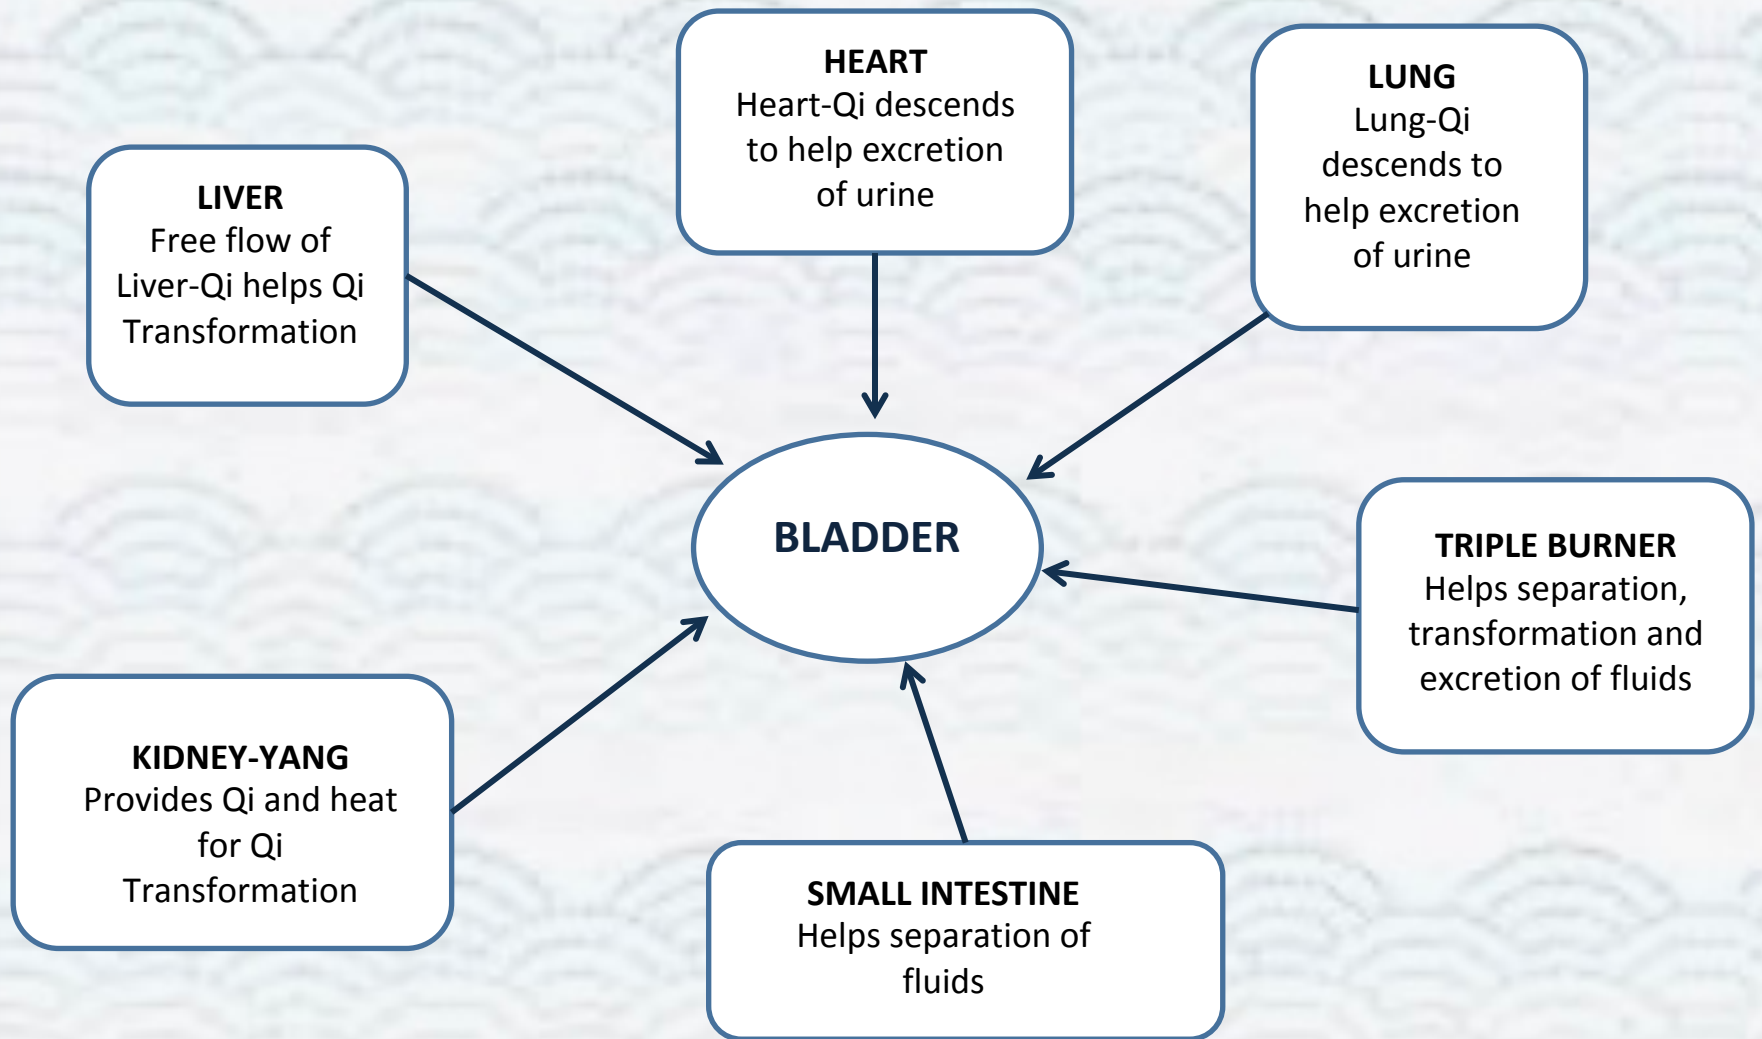 HEART
Heart-Qi descends
to help excretion
of urine
LUNG
Lung-Qi
descends to
help excretion
of urine
LIVER
Free flow of
Liver-Qi helps Qi
Transformation
BLADDER
TRIPLE BURNER
Helps separation,
transformation and
excretion of fluids
KIDNEY-YANG
Provides Qi and heat
for Qi
Transformation
SMALL INTESTINE
Helps separation of
fluids